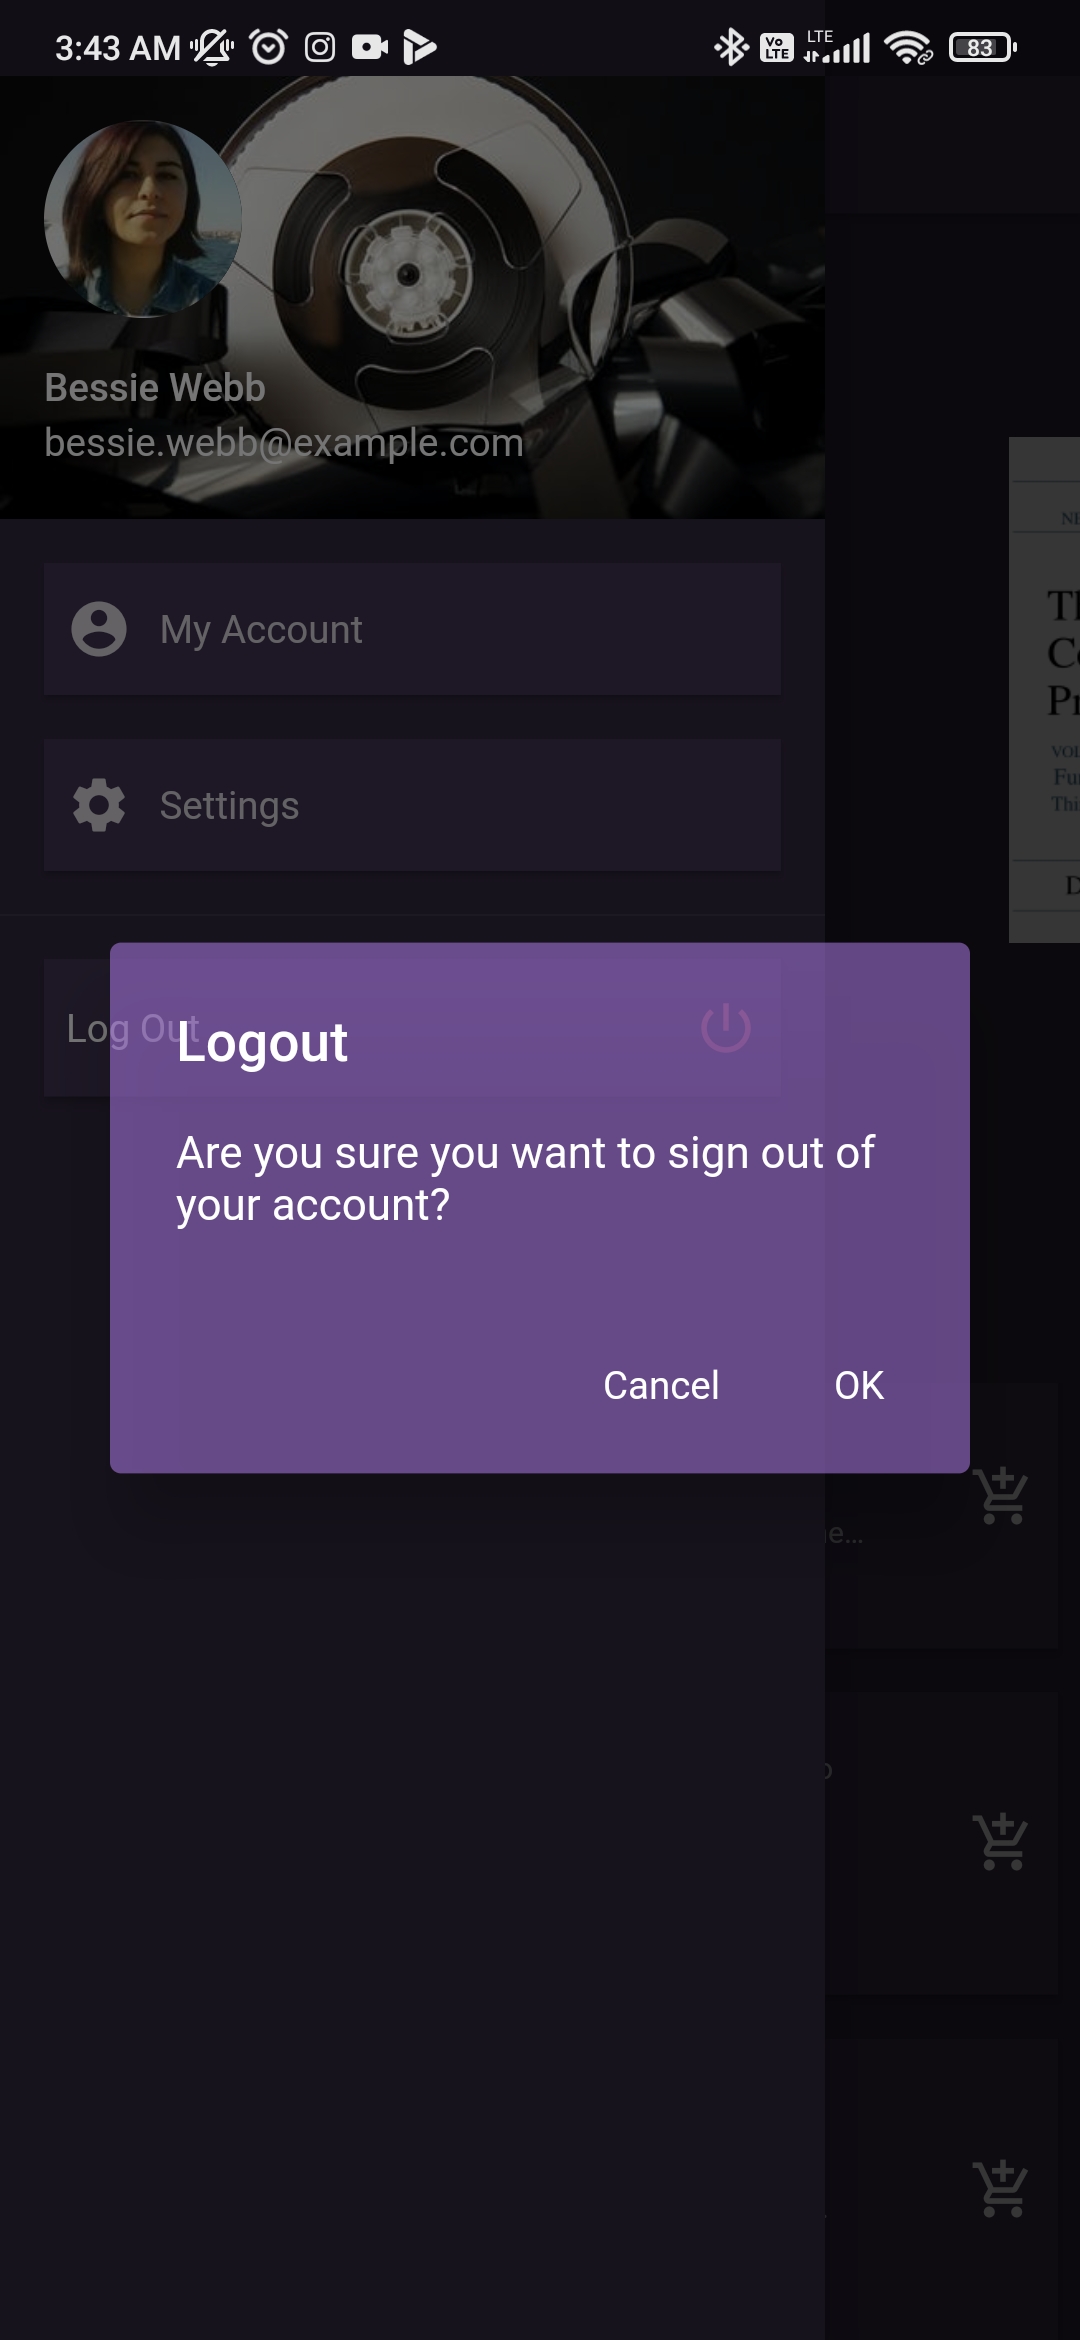 3:43 AM
Vo
LTE
LTE
83
Bessie Webb
bessie.webb@example.com
My Account
Settings
Log Out
Logout
Are you sure you want to sign out of
your account?
Cancel
OK